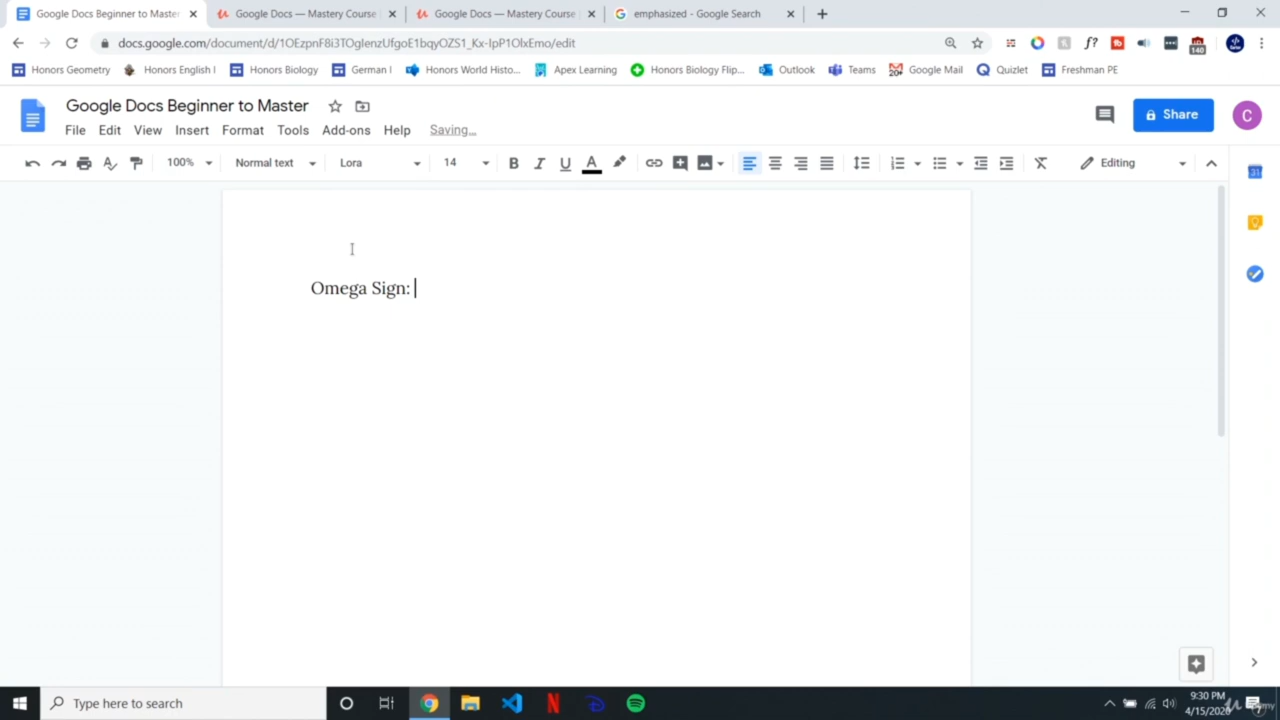 Google Docs Beginner to Master
Google Docs — Mastery Course
Google Docs — Mastery Course
emphasized - Google Search
docs.google.com/document/d/1OEzpnF8i3TOgIenzUfgoE1bqyOZS1_Kx-IpP1OlxEmo/edit
Honors Geometry
Honors English I
Honors Biology
German I
Honors World Histo...
Apex Learning
Honors Biology Flip...
Outlook
Teams
Google Mail
Quizlet
Freshman PE
Google Docs Beginner to Master
File Edit View Insert Format Tools Add-ons Help Saving...
Share
C
100% Normal text Lora 14 B I U A Editing
31
Omega Sign:
Type here to search
9:30 PM
4/15/2020